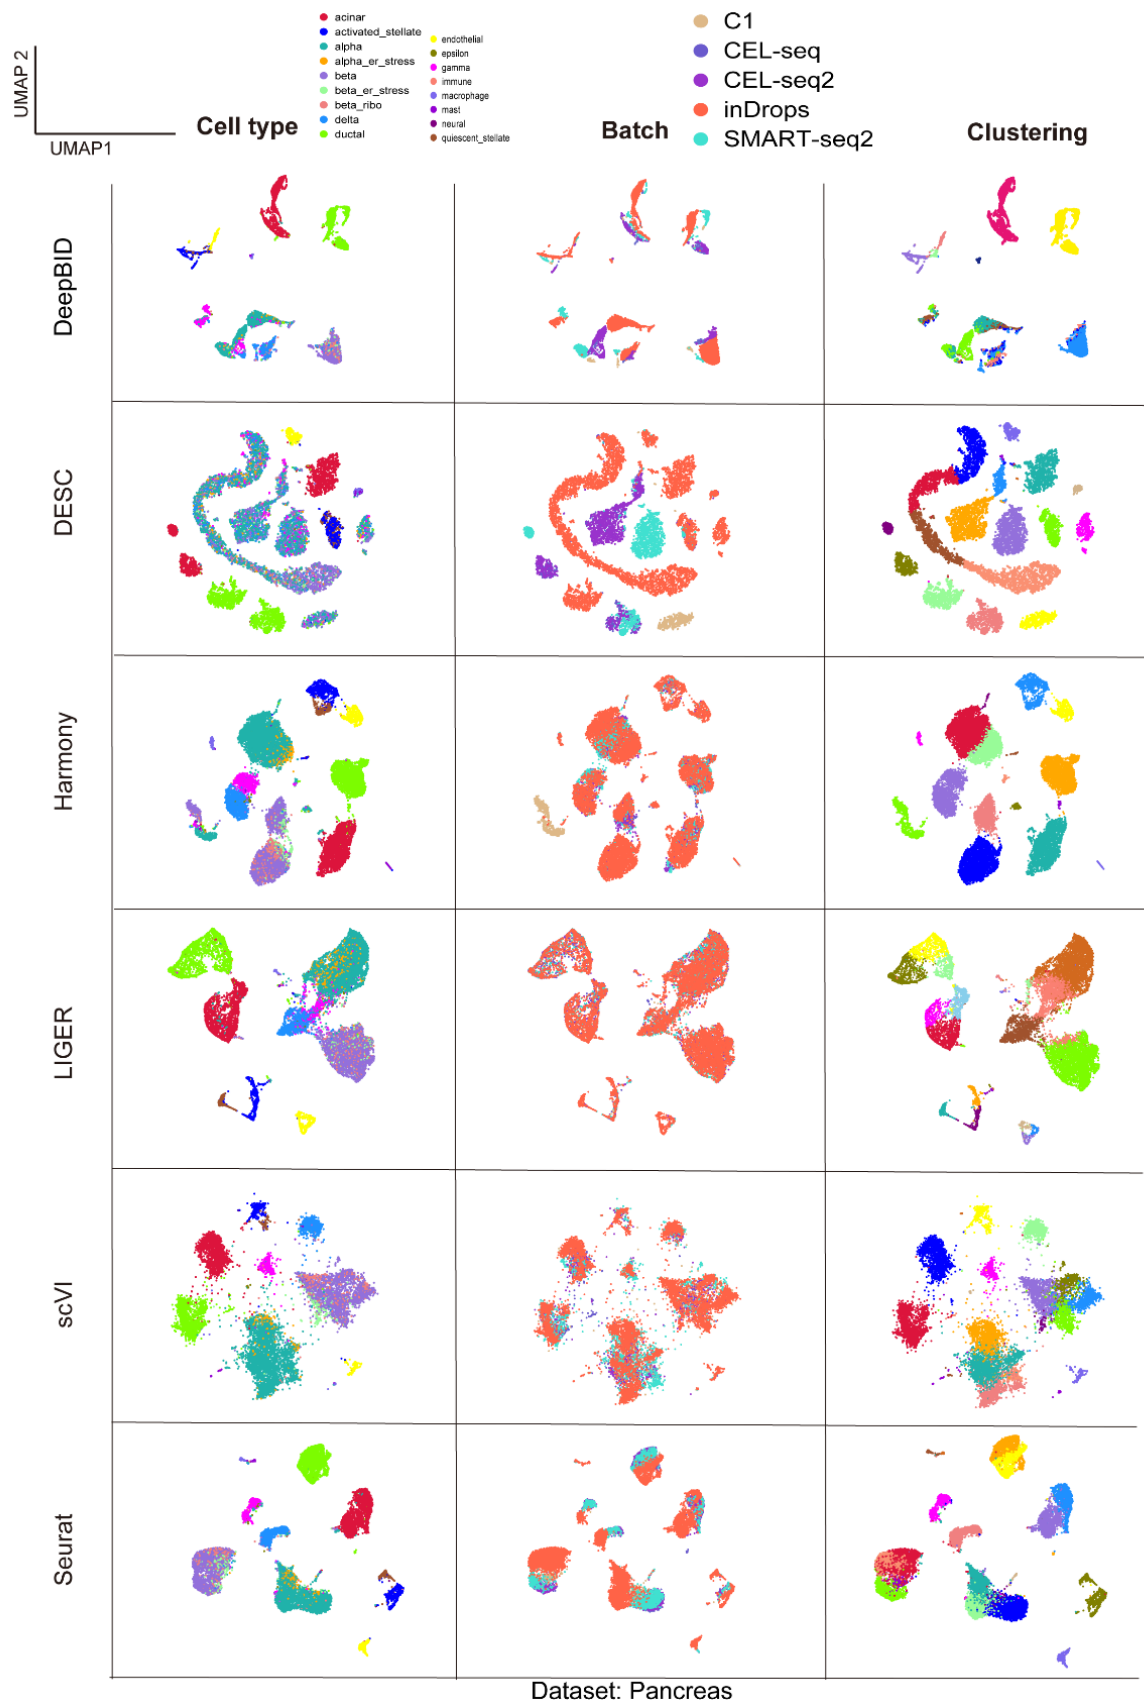 UMAP 2
UMAP1
acinar
activated_stellate
alpha
alpha_er_stress
beta
beta_er_stress
beta_ribo
delta
ductal
endothelial
epsilon
gamma
immune
macrophage
mast
neural
quiescent_stellate
C1
CEL-seq
CEL-seq2
inDrops
SMART-seq2
Cell type
Batch
Clustering
DeepBID
DESC
Harmony
LIGER
scVI
Seurat
Dataset: Pancreas